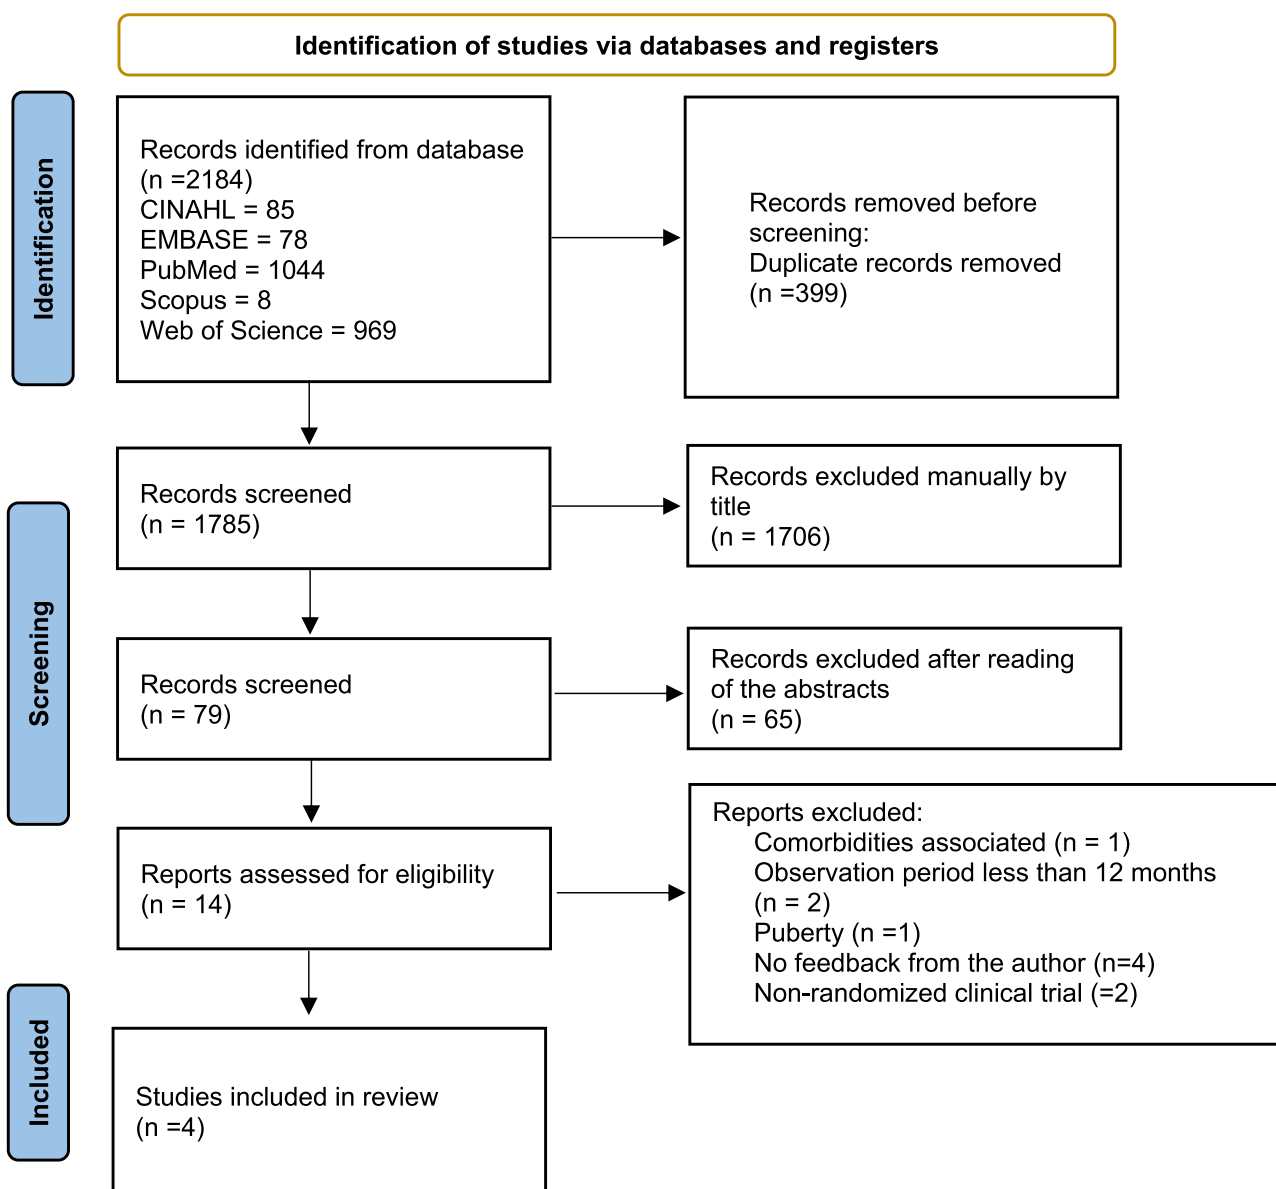 Identification of studies via databases and registers
Identification
Records identified from database
(n =2184)
CINAHL = 85
EMBASE = 78
PubMed = 1044
Scopus = 8
Web of Science = 969
Records removed before
screening:
Duplicate records removed
(n =399)
Screening
Records screened
(n = 1785)
Records excluded manually by
title
(n = 1706)
Records screened
(n = 79)
Records excluded after reading
of the abstracts
(n = 65)
Reports assessed for eligibility
(n = 14)
Reports excluded:
Comorbidities associated (n = 1)
Observation period less than 12 months
(n = 2)
Puberty (n =1)
No feedback from the author (n=4)
Non-randomized clinical trial (=2)
Included
Studies included in review
(n =4)